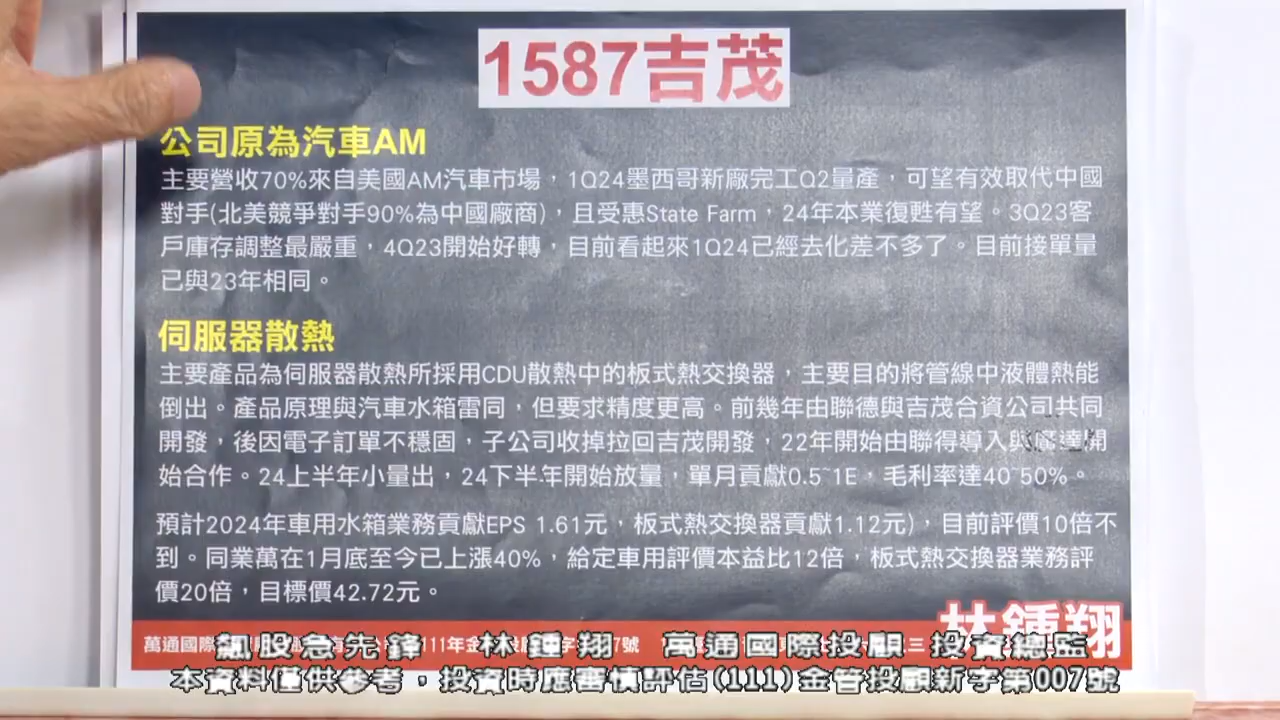 1587吉茂
公司原為汽車AM
主要營收70%來自美國AM汽車市場，1Q24墨西哥新廠完工Q2量產，可望有效取代中國
對手(北美競爭對手90%為中國廠商)，且受惠State Farm，24年本業復甦有望。3Q23客
戶庫存調整最嚴重，4Q23開始好轉，目前看起來1Q24已經去化差不多了。目前接單量
已與23年相同。
伺服器散熱
主要產品為伺服器散熱所採用CDU散熱中的板式熱交換器，主要目的將管線中液體熱能
倒出。產品原理與汽車水箱雷同，但要求精度更高。前幾年由聯德與吉茂合資公司共同
開發，後因電子訂單不穩固，子公司收掉拉回吉茂開發，22年開始由聯得導入與廣達開
始合作。24上半年小量出，24下半年開始放量，單月貢獻0.5~1E，毛利率達40~50%。
預計2024年車用水箱業務貢獻EPS 1.61元，板式熱交換器貢獻1.12元)，目前評價10倍不
到。同業萬在1月底至今已上漲40%，給定車用評價本益比12倍，板式熱交換器業務評
價20倍，目標價42.72元。
林鍾翔
萬通國際
飆股急先鋒 林鍾翔 萬通國際投顧 投資總監
本資料僅供參考，投資時應審慎評估(111)金管投顧新字第007號